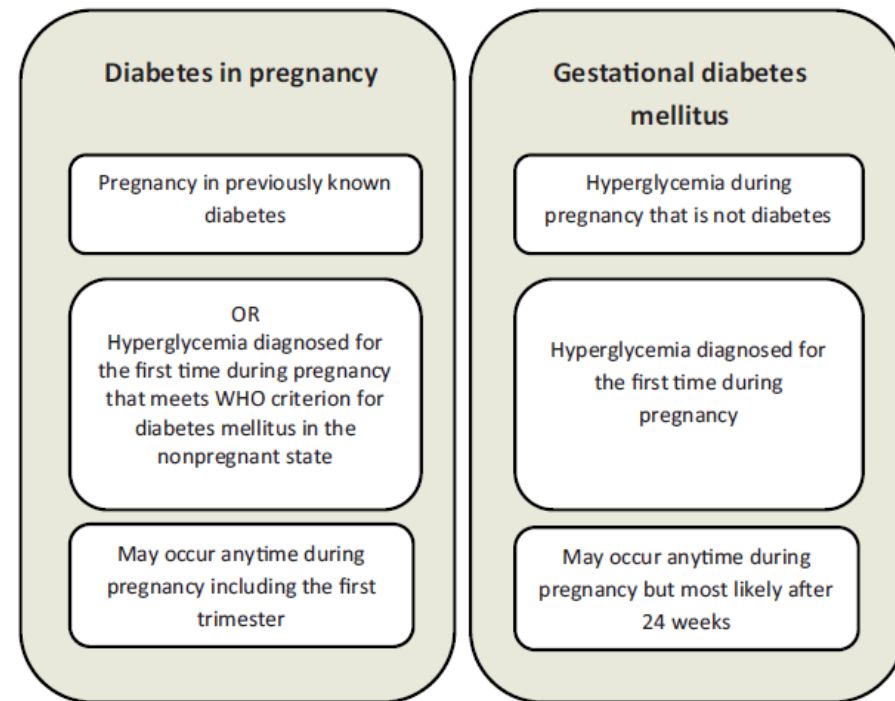 Diabetes in pregnancy
Pregnancy in previously known
diabetes
OR
Hyperglycemia diagnosed for
the first time during pregnancy
that meets WHO criterion for
diabetes mellitus in the
nonpregnant state
May occur anytime during
pregnancy including the first
trimester
Gestational diabetes
mellitus
Hyperglycemia during
pregnancy that is not diabetes
Hyperglycemia diagnosed for
the first time during
pregnancy
May occur anytime during
pregnancy but most likely after
24 weeks